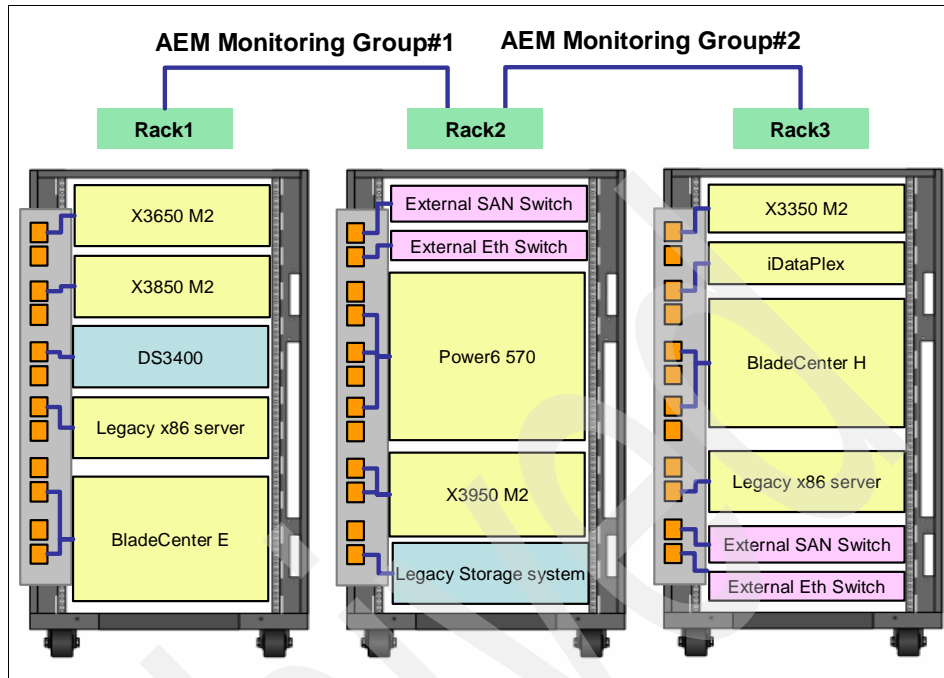 AEM Monitoring Group#1
AEM Monitoring Group#2
Rack1
Rack2
Rack3
X3650 M2
X3850 M2
DS3400
Legacy x86 server
BladeCenter E
External SAN Switch
External Eth Switch
Power6 570
X3950 M2
Legacy Storage system
X3350 M2
iDataPlex
BladeCenter H
Legacy x86 server
External SAN Switch
External Eth Switch